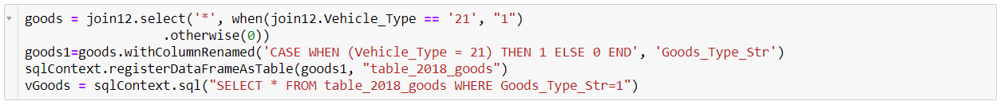 goods = join12.select('*', when(join12.Vehicle_Type == '21', "1")
.otherwise(0))
goods1=goods.withColumnRenamed('CASE WHEN (Vehicle_Type = 21) THEN 1 ELSE 0 END', 'Goods_Type_Str')
sqlContext.registerDataFrameAsTable(goods1, "table_2018_goods")
vGoods = sqlContext.sql("SELECT * FROM table_2018_goods WHERE Goods_Type_Str=1")